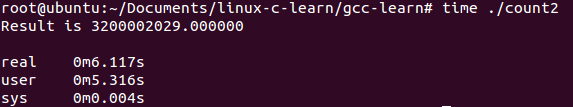 root@ubuntu:~/Documents/linux-c-learn/gcc-learn# time ./count2
Result is 3200002029.000000
real 0m6.117s
user 0m5.316s
sys 0m0.004s